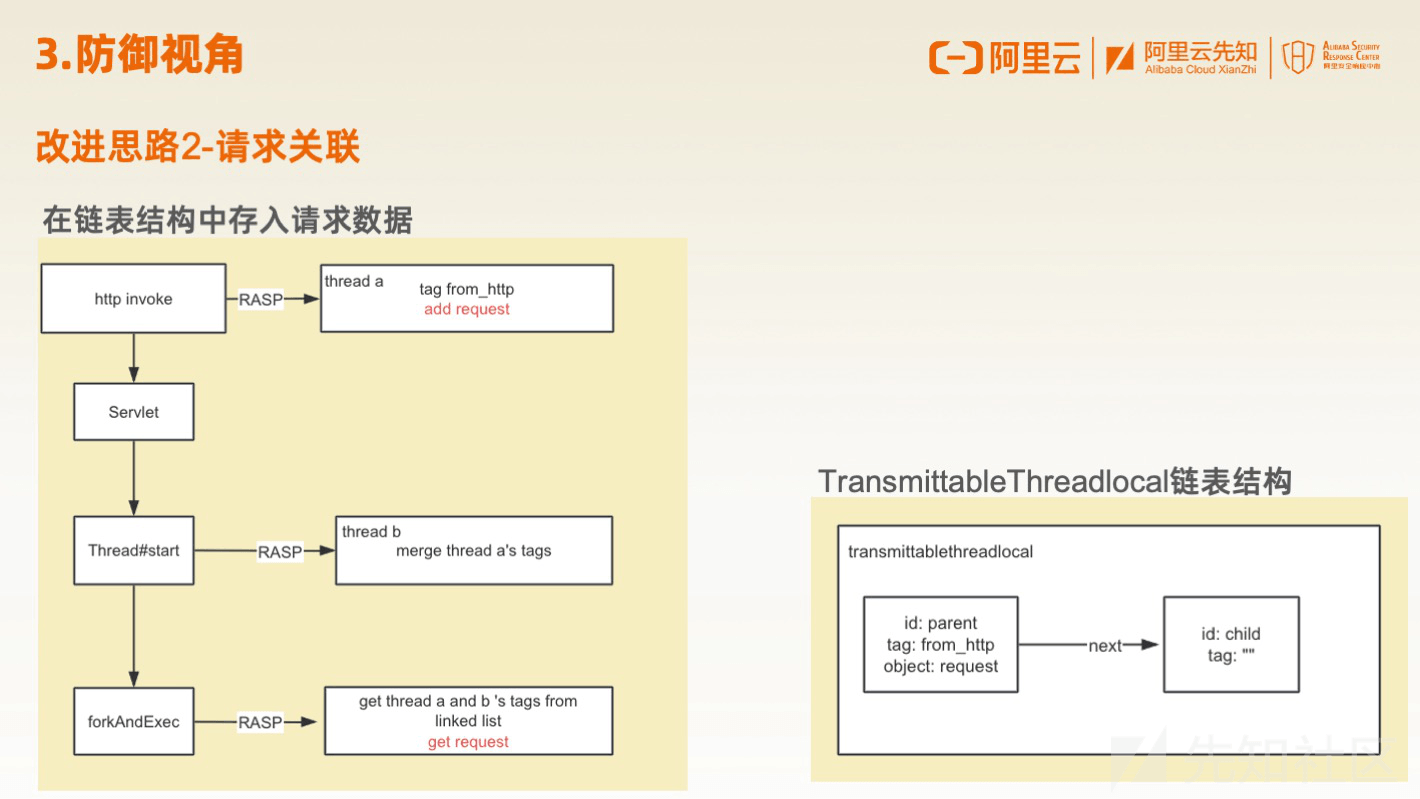 3.防御视角
阿里云
阿里云先知
Alibaba Cloud XianZhi
ALIBABA SECURITY
RESPONSE CENTER
阿里安全响应中心
改进思路2-请求关联
在链表结构中存入请求数据
http invoke
RASP
thread a
tag from_http
add request
Servlet
Thread#start
RASP
thread b
merge thread a's tags
forkAndExec
RASP
get thread a and b 's tags from
linked list
get request
TransmittableThreadlocal链表结构
transmittablethreadlocal
id: parent
tag: from_http
object: request
next
id: child
tag: ""
先知社区